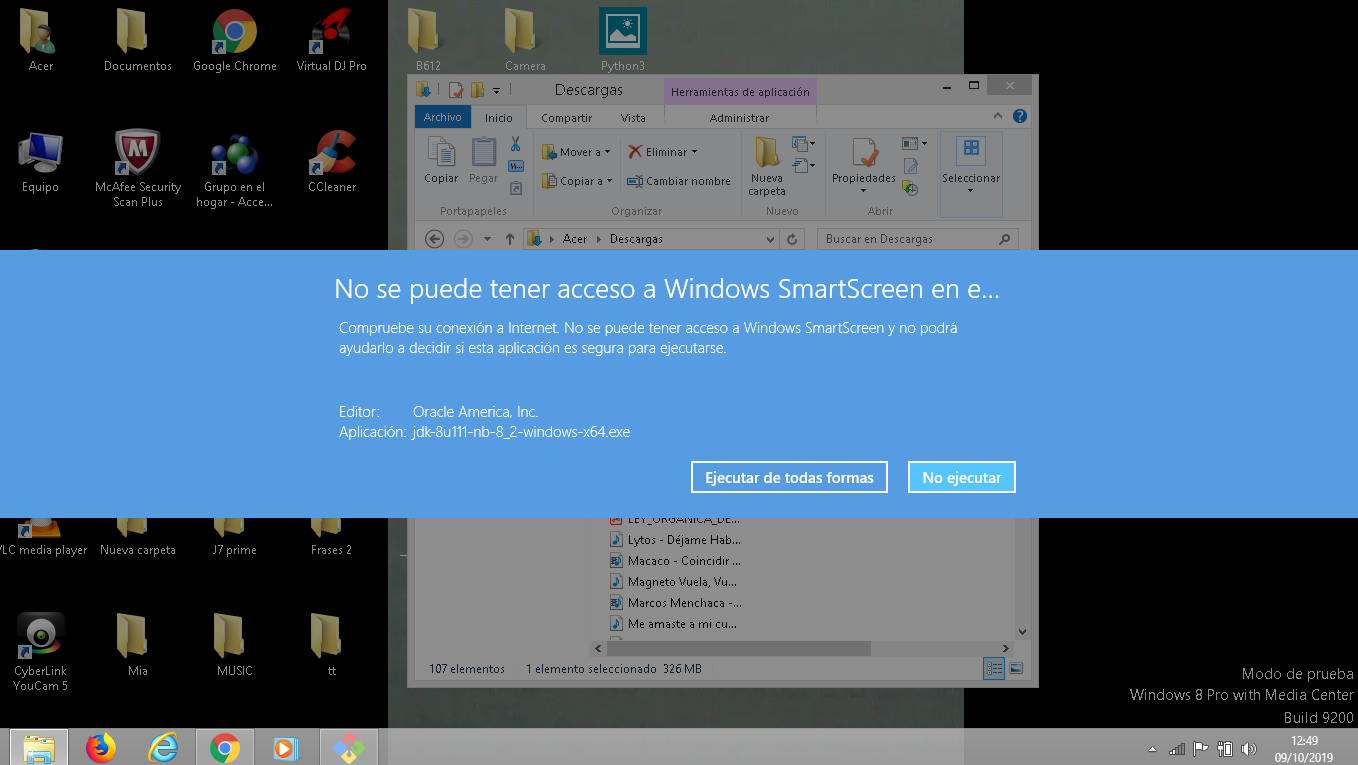 Acer
Documentos
Google Chrome
Virtual DJ Pro
B612
Camera
Python3
Equipo
McAfee Security
Scan Plus
Grupo en el
hogar - Acce...
CCleaner
Descargas
Herramientas de aplicación
Archivo
Inicio
Compartir
Vista
Administrar
Copiar
Pegar
Mover a
Copiar a
Eliminar
Cambiar nombre
Nueva
carpeta
Propiedades
Seleccionar
Portapapeles
Organizar
Nuevo
Abrir
Acer
Descargas
Buscar en Descargas
No se puede tener acceso a Windows SmartScreen en e...
Compruebe su conexión a Internet. No se puede tener acceso a Windows SmartScreen y no podrá
ayudarlo a decidir si esta aplicación es segura para ejecutarse.
Editor: Oracle America, Inc.
Aplicación: jdk-8u111-nb-8_2-windows-x64.exe
Ejecutar de todas formas
No ejecutar
LEY_ORGANICA_DE...
Lytos - Déjame Hab...
Macaco - Coincidir ...
Magneto Vuela, Vu...
Marcos Menchaca -...
Me amaste a mi cu...
107 elementos
1 elemento seleccionado 326 MB
VLC media player
Nueva carpeta
J7 prime
Frases 2
CyberLink
YouCam 5
Mia
MUSIC
tt
Modo de prueba
Windows 8 Pro with Media Center
Build 9200
12:49
09/10/2019